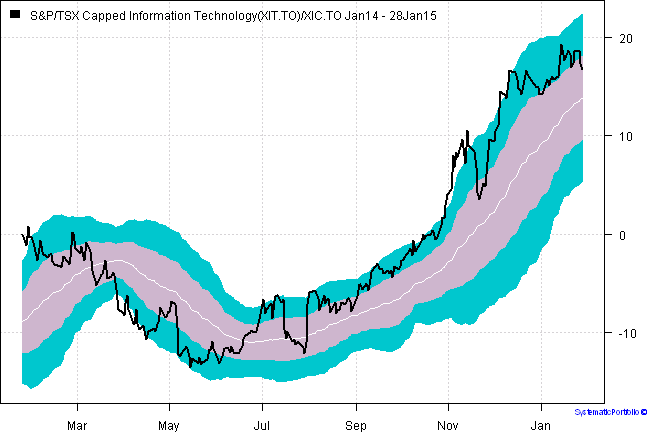 S&P/TSX Capped Information Technology(XIT.TO)/XIC.TO Jan14 - 28Jan15
20
10
0
-10
Mar May Jul Sep Nov Jan
SystematicPortfolio ©